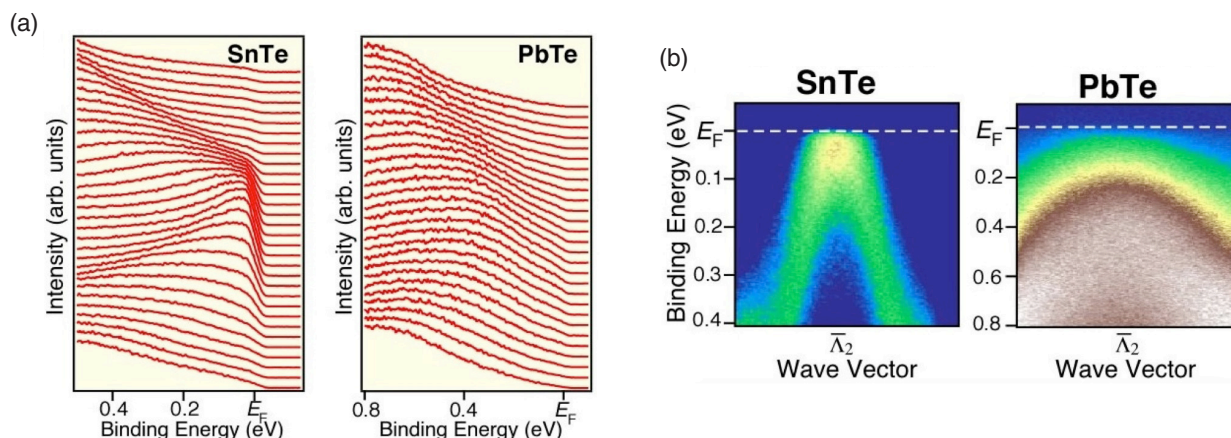 (a)
SnTe
PbTe
Intensity (arb. units)
Intensity (arb. units)
0.4
0.2
E_F
0.8
0.4
E_F
Binding Energy (eV)
Binding Energy (eV)
(b)
SnTe
PbTe
E_F
0.1
0.2
0.3
0.4
Binding Energy (eV)
E_F
0.2
0.4
0.6
0.8
Λ̅₂
Λ̅₂
Wave Vector
Wave Vector